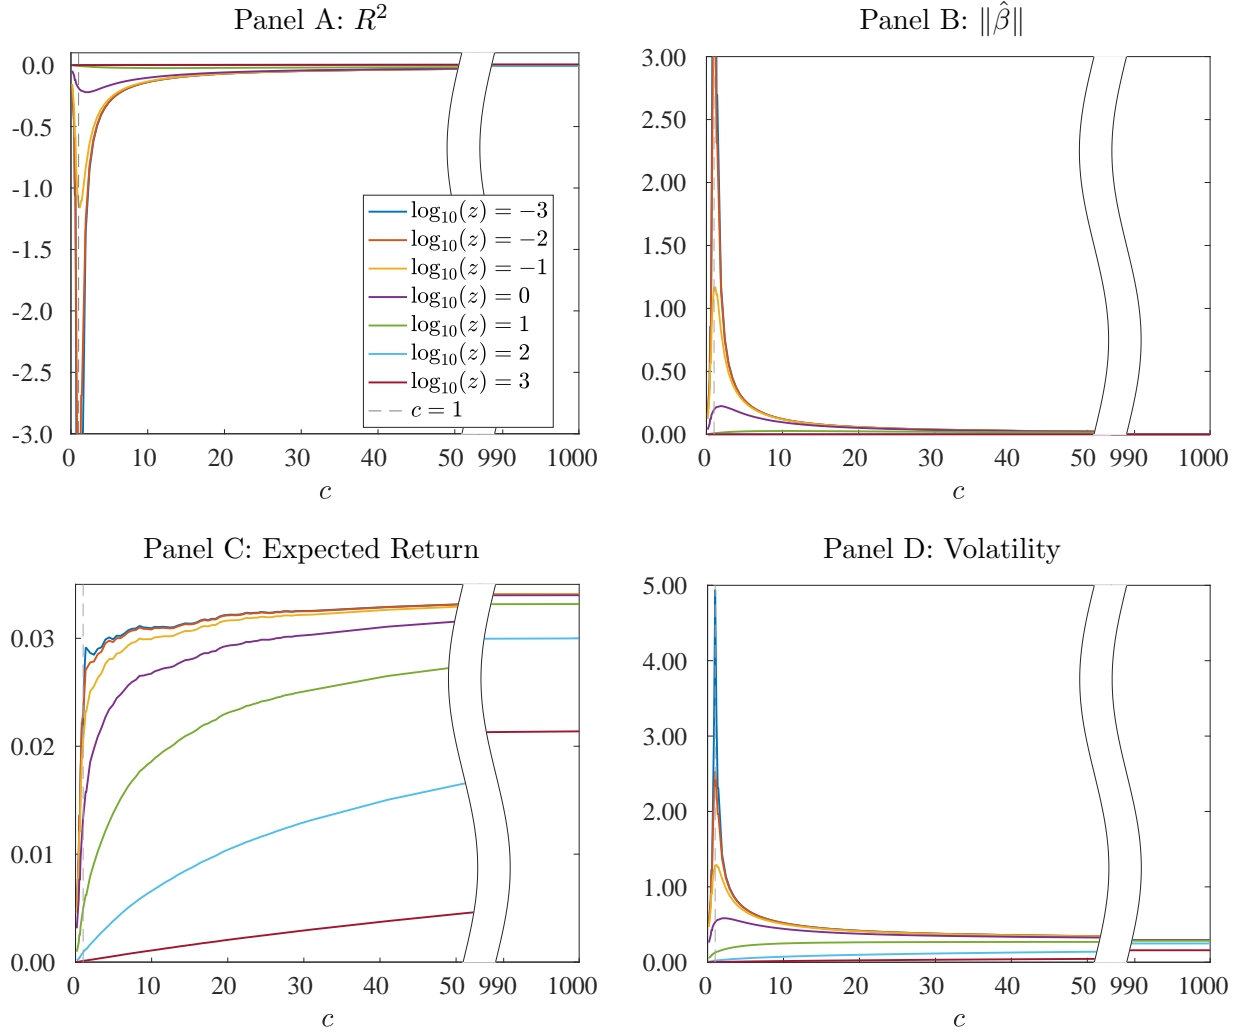 Panel A: R²
0.0
-0.5
-1.0
-1.5
-2.0
-2.5
-3.0
log₁₀(z) = −3
log₁₀(z) = −2
log₁₀(z) = −1
log₁₀(z) = 0
log₁₀(z) = 1
log₁₀(z) = 2
log₁₀(z) = 3
c = 1
0 10 20 30 40 50 990 1000
c
Panel B: ‖β̂‖
3.00
2.50
2.00
1.50
1.00
0.50
0.00
0 10 20 30 40 50 990 1000
c
Panel C: Expected Return
0.03
0.02
0.01
0.00
0 10 20 30 40 50 990 1000
c
Panel D: Volatility
5.00
4.00
3.00
2.00
1.00
0.00
0 10 20 30 40 50 990 1000
c